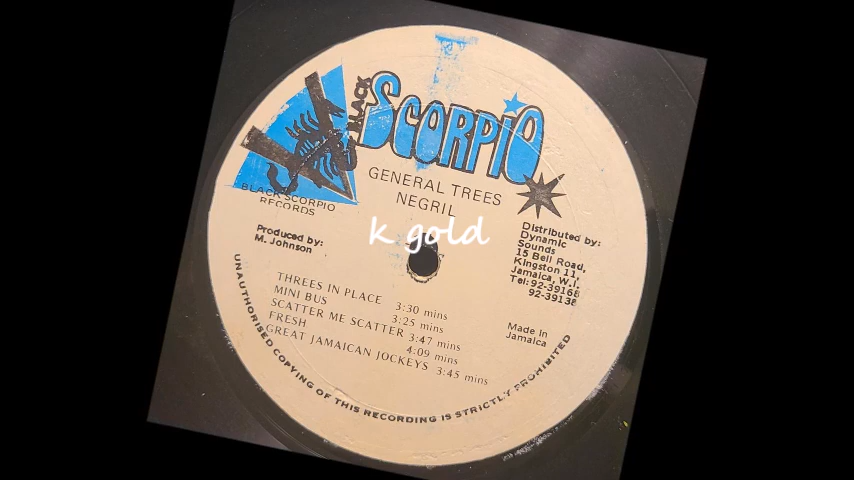 BLACK
SCORPIO
BLACK SCORPIO
RECORDS
GENERAL TREES
NEGRIL
k gold
Produced by:
M. Johnson
Distributed by:
Dynamic
Sounds
15 Bell Road,
Kingston 11,
Jamaica, W.I.
Tel: 92-39168
92-39138
THREES IN PLACE 3:30 mins
MINI BUS 3:25 mins
SCATTER ME SCATTER 3:47 mins
FRESH 4:09 mins
GREAT JAMAICAN JOCKEYS 3:45 mins
Made in
Jamaica
UNAUTHORISED COPYING OF THIS RECORDING IS STRICTLY PROHIBITED